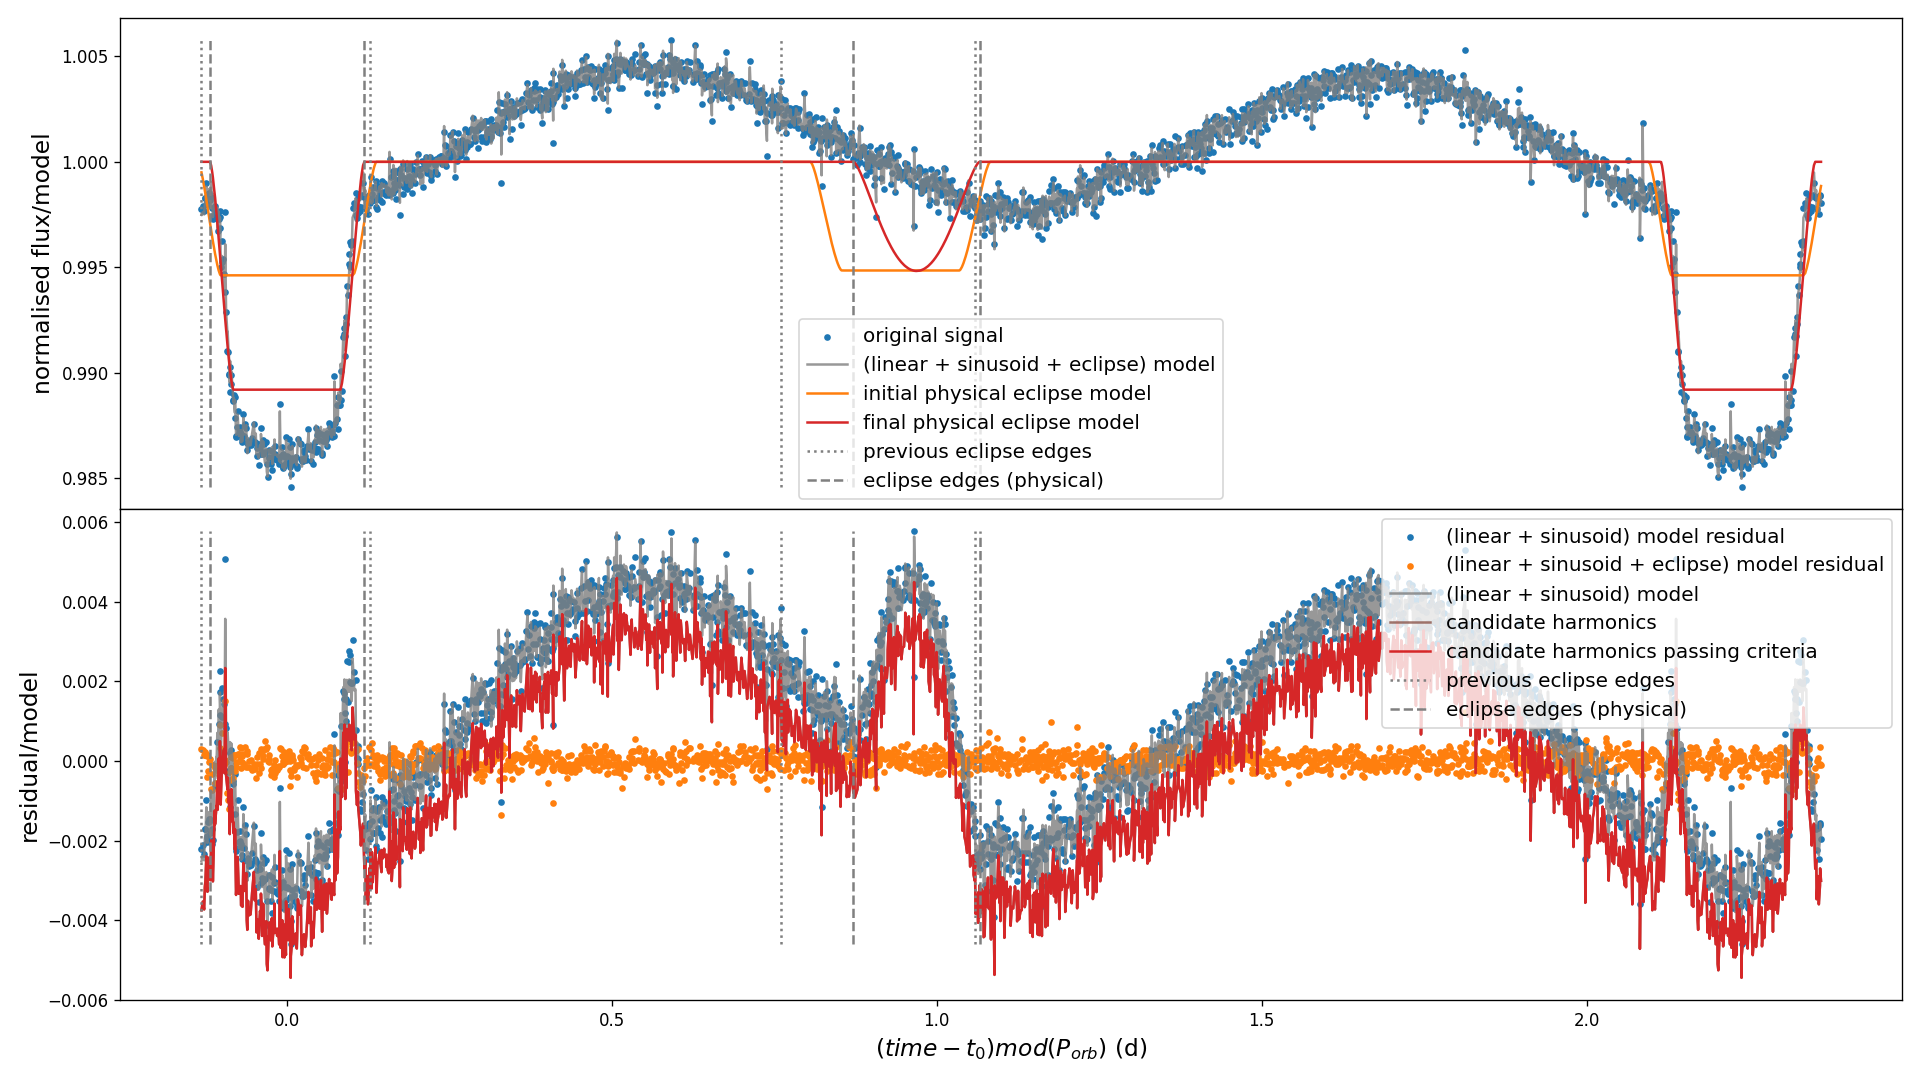 normalised flux/model
1.005
1.000
0.995
0.990
0.985
original signal
(linear + sinusoid + eclipse) model
initial physical eclipse model
final physical eclipse model
previous eclipse edges
eclipse edges (physical)
residual/model
0.006
0.004
0.002
0.000
−0.002
−0.004
−0.006
(linear + sinusoid) model residual
(linear + sinusoid + eclipse) model residual
(linear + sinusoid) model
candidate harmonics
candidate harmonics passing criteria
previous eclipse edges
eclipse edges (physical)
0.0 0.5 1.0 1.5 2.0
(time − t₀)mod(P_orb) (d)